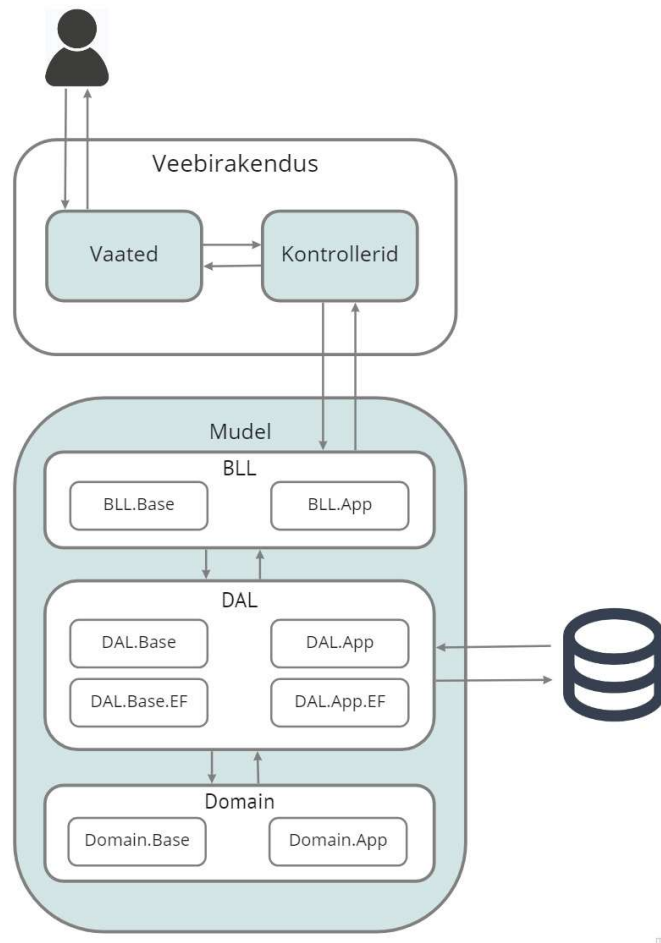 Veebirakendus
Vaated
Kontrollerid
Mudel
BLL
BLL.Base
BLL.App
DAL
DAL.Base
DAL.App
DAL.Base.EF
DAL.App.EF
Domain
Domain.Base
Domain.App